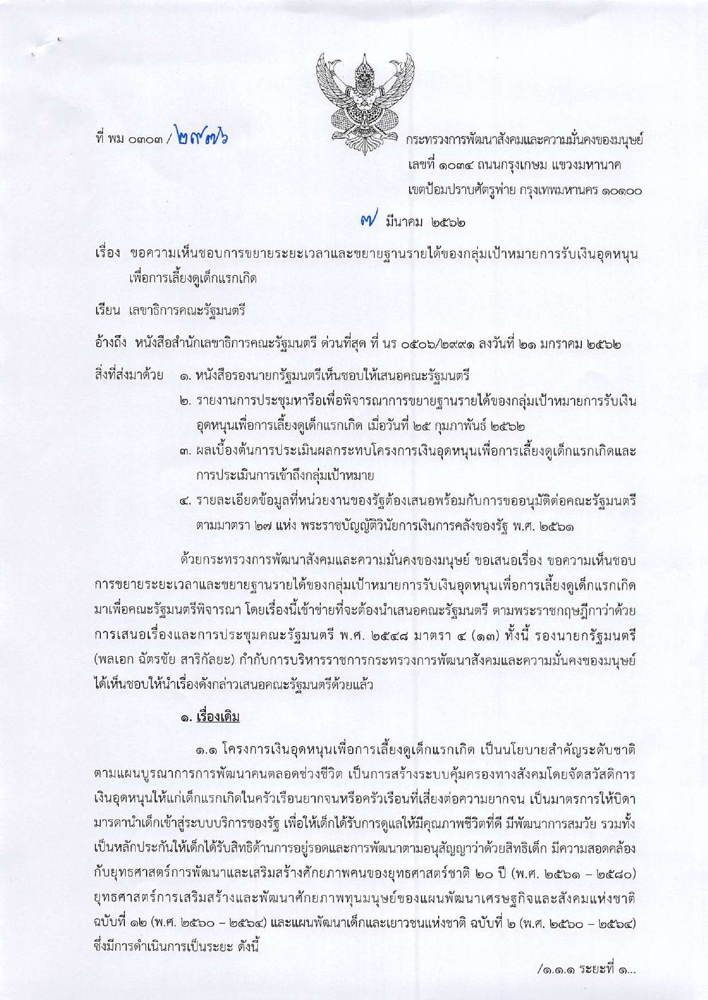 ที่ พม ๐๓๐๓ / ๒๙๗๖
กระทรวงการพัฒนาสังคมและความมั่นคงของมนุษย์
เลขที่ ๑๐๓๔ ถนนกรุงเกษม แขวงมหานาค
เขตป้อมปราบศัตรูพ่าย กรุงเทพมหานคร ๑๐๑๐๐
๗ มีนาคม ๒๕๖๒
เรื่อง ขอความเห็นชอบการขยายระยะเวลาและขยายฐานรายได้ของกลุ่มเป้าหมายการรับเงินอุดหนุน
เพื่อการเลี้ยงดูเด็กแรกเกิด
เรียน เลขาธิการคณะรัฐมนตรี
อ้างถึง หนังสือสำนักเลขาธิการคณะรัฐมนตรี ด่วนที่สุด ที่ นร ๐๕๐๖/๒๙๙๑ ลงวันที่ ๒๑ มกราคม ๒๕๖๒
สิ่งที่ส่งมาด้วย ๑. หนังสือรองนายกรัฐมนตรีเห็นชอบให้เสนอคณะรัฐมนตรี
๒. รายงานการประชุมหารือเพื่อพิจารณาการขยายฐานรายได้ของกลุ่มเป้าหมายการรับเงิน
อุดหนุนเพื่อการเลี้ยงดูเด็กแรกเกิด เมื่อวันที่ ๒๕ กุมภาพันธ์ ๒๕๖๒
๓. ผลเบื้องต้นการประเมินผลกระทบโครงการเงินอุดหนุนเพื่อการเลี้ยงดูเด็กแรกเกิดและ
การประเมินการเข้าถึงกลุ่มเป้าหมาย
๔. รายละเอียดข้อมูลที่หน่วยงานของรัฐต้องเสนอพร้อมกับการขออนุมัติต่อคณะรัฐมนตรี
ตามมาตรา ๒๗ แห่ง พระราชบัญญัติวินัยการเงินการคลังของรัฐ พ.ศ. ๒๕๖๑
ด้วยกระทรวงการพัฒนาสังคมและความมั่นคงของมนุษย์ ขอเสนอเรื่อง ขอความเห็นชอบ
การขยายระยะเวลาและขยายฐานรายได้ของกลุ่มเป้าหมายการรับเงินอุดหนุนเพื่อการเลี้ยงดูเด็กแรกเกิด
มาเพื่อคณะรัฐมนตรีพิจารณา โดยเรื่องนี้เข้าข่ายที่จะต้องนำเสนอคณะรัฐมนตรี ตามพระราชกฤษฎีกาว่าด้วย
การเสนอเรื่องและการประชุมคณะรัฐมนตรี พ.ศ. ๒๕๔๘ มาตรา ๔ (๑๓) ทั้งนี้ รองนายกรัฐมนตรี
(พลเอก ฉัตรชัย สาริกัลยะ) กำกับการบริหารราชการกระทรวงการพัฒนาสังคมและความมั่นคงของมนุษย์
ได้เห็นชอบให้นำเรื่องดังกล่าวเสนอคณะรัฐมนตรีด้วยแล้ว
๑. เรื่องเดิม
๑.๑ โครงการเงินอุดหนุนเพื่อการเลี้ยงดูเด็กแรกเกิด เป็นนโยบายสำคัญระดับชาติ
ตามแผนบูรณาการการพัฒนาคนตลอดช่วงชีวิต เป็นการสร้างระบบคุ้มครองทางสังคมโดยจัดสวัสดิการ
เงินอุดหนุนให้แก่เด็กแรกเกิดในครัวเรือนยากจนหรือครัวเรือนที่เสี่ยงต่อความยากจน เป็นมาตรการให้บิดา
มารดานำเด็กเข้าสู่ระบบบริการของรัฐ เพื่อให้เด็กได้รับการดูแลให้มีคุณภาพชีวิตที่ดี มีพัฒนาการสมวัย รวมทั้ง
เป็นหลักประกันให้เด็กได้รับสิทธิด้านการอยู่รอดและการพัฒนาตามอนุสัญญาว่าด้วยสิทธิเด็ก มีความสอดคล้อง
กับยุทธศาสตร์การพัฒนาและเสริมสร้างศักยภาพคนของยุทธศาสตร์ชาติ ๒๐ ปี (พ.ศ. ๒๕๖๑ – ๒๕๘๐)
ยุทธศาสตร์การเสริมสร้างและพัฒนาศักยภาพทุนมนุษย์ของแผนพัฒนาเศรษฐกิจและสังคมแห่งชาติ
ฉบับที่ ๑๒ (พ.ศ. ๒๕๖๐ – ๒๕๖๔) และแผนพัฒนาเด็กและเยาวชนแห่งชาติ ฉบับที่ ๒ (พ.ศ. ๒๕๖๐ – ๒๕๖๔)
ซึ่งมีการดำเนินการเป็นระยะ ดังนี้
/๑.๑.๑ ระยะที่ ๑...